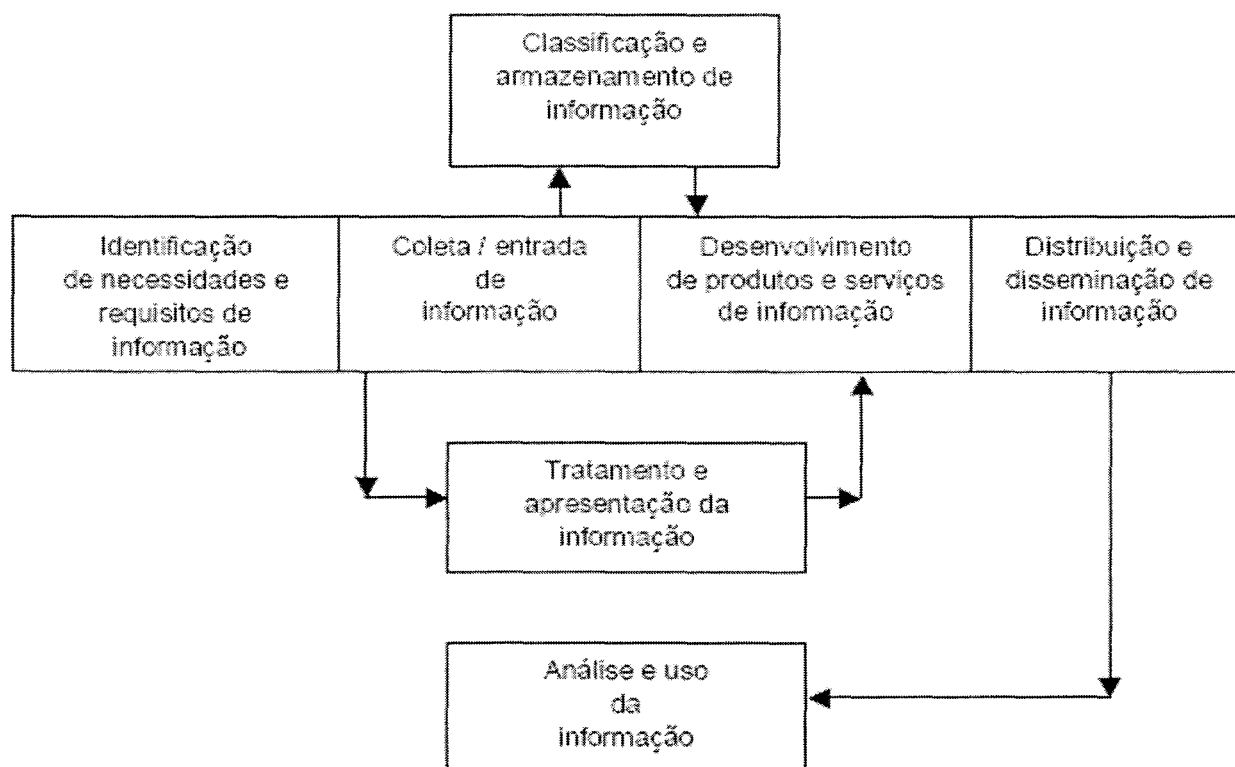 Classificação e
armazenamento de
informação
Identificação
de necessidades e
requisitos de
informação
Coleta / entrada
de
informação
Desenvolvimento
de produtos e serviços
de informação
Distribuição e
disseminação de
informação
Tratamento e
apresentação da
informação
Análise e uso
da
informação